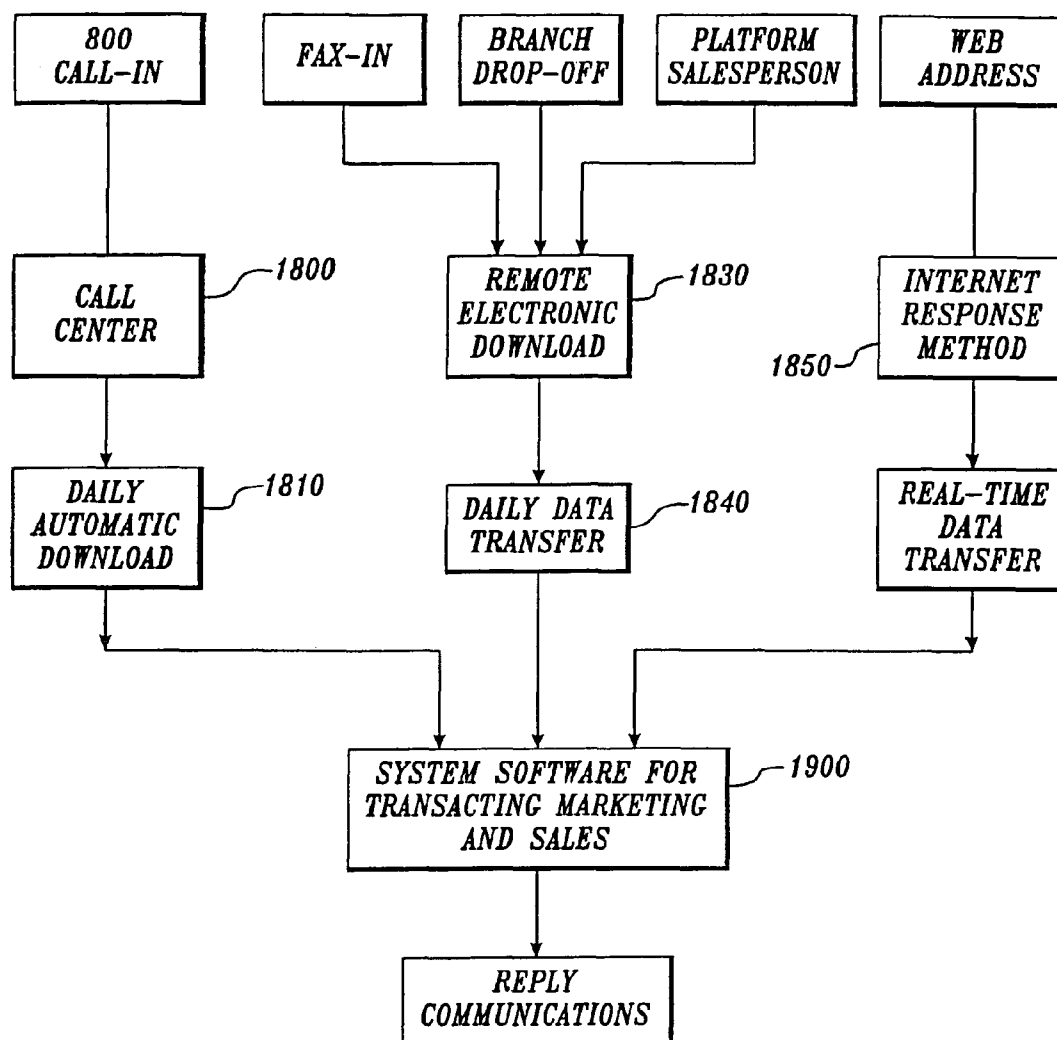 800
CALL-IN
FAX-IN
BRANCH
DROP-OFF
PLATFORM
SALESPERSON
WEB
ADDRESS
CALL
CENTER
1800
REMOTE
ELECTRONIC
DOWNLOAD
1830
INTERNET
RESPONSE
METHOD
1850
DAILY
AUTOMATIC
DOWNLOAD
1810
DAILY DATA
TRANSFER
1840
REAL-TIME
DATA
TRANSFER
SYSTEM SOFTWARE FOR
TRANSACTING MARKETING
AND SALES
1900
REPLY
COMMUNICATIONS